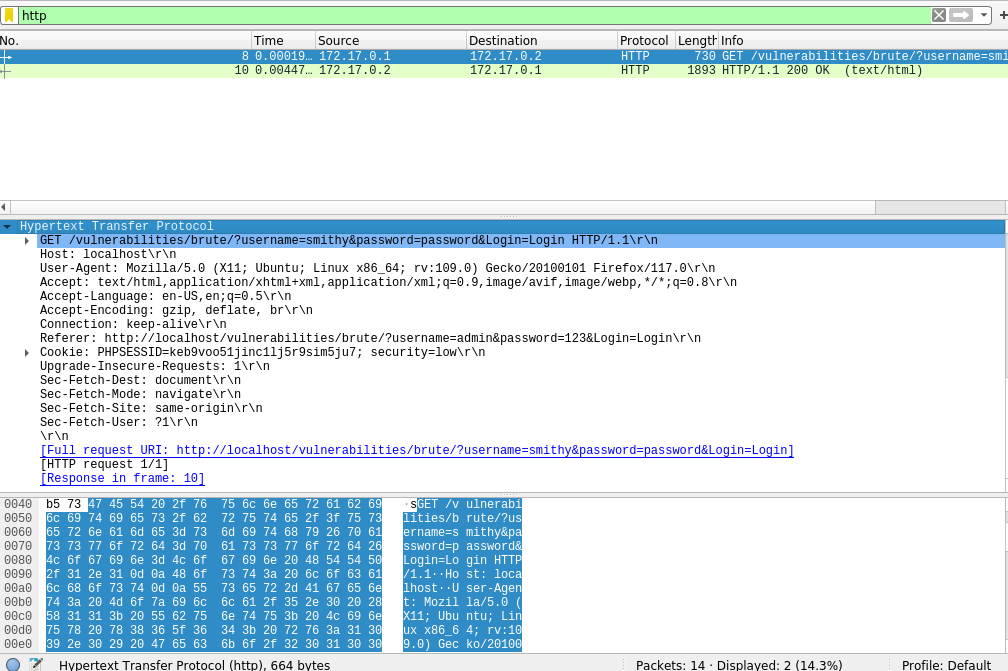 http
No. Time Source Destination Protocol Length Info
8 0.00019… 172.17.0.1 172.17.0.2 HTTP 730 GET /vulnerabilities/brute/?username=smi
10 0.00447… 172.17.0.2 172.17.0.1 HTTP 1893 HTTP/1.1 200 OK  (text/html)
Hypertext Transfer Protocol
GET /vulnerabilities/brute/?username=smithy&password=password&Login=Login HTTP/1.1\r\n
Host: localhost\r\n
User-Agent: Mozilla/5.0 (X11; Ubuntu; Linux x86_64; rv:109.0) Gecko/20100101 Firefox/117.0\r\n
Accept: text/html,application/xhtml+xml,application/xml;q=0.9,image/avif,image/webp,*/*;q=0.8\r\n
Accept-Language: en-US,en;q=0.5\r\n
Accept-Encoding: gzip, deflate, br\r\n
Connection: keep-alive\r\n
Referer: http://localhost/vulnerabilities/brute/?username=admin&password=123&Login=Login\r\n
Cookie: PHPSESSID=keb9voo51jinc1lj5r9sim5ju7; security=low\r\n
Upgrade-Insecure-Requests: 1\r\n
Sec-Fetch-Dest: document\r\n
Sec-Fetch-Mode: navigate\r\n
Sec-Fetch-Site: same-origin\r\n
Sec-Fetch-User: ?1\r\n
\r\n
[Full request URI: http://localhost/vulnerabilities/brute/?username=smithy&password=password&Login=Login]
[HTTP request 1/1]
[Response in frame: 10]
0040 b5 73 47 45 54 20 2f 76 75 6c 6e 65 72 61 62 69 ·sGET /v ulnerabi
0050 6c 69 74 69 65 73 2f 62 72 75 74 65 2f 3f 75 73 lities/b rute/?us
0060 65 72 6e 61 6d 65 3d 73 6d 69 74 68 79 26 70 61 ername=s mithy&pa
0070 73 73 77 6f 72 64 3d 70 61 73 73 77 6f 72 64 26 ssword=p assword&
0080 4c 6f 67 69 6e 3d 4c 6f 67 69 6e 20 48 54 54 50 Login=Lo gin HTTP
0090 2f 31 2e 31 0d 0a 48 6f 73 74 3a 20 6c 6f 63 61 /1.1··Ho st: loca
00a0 6c 68 6f 73 74 0d 0a 55 73 65 72 2d 41 67 65 6e lhost··U ser-Agen
00b0 74 3a 20 4d 6f 7a 69 6c 6c 61 2f 35 2e 30 20 28 t: Mozil la/5.0 (
00c0 58 31 31 3b 20 55 62 75 6e 74 75 3b 20 4c 69 6e X11; Ubu ntu; Lin
00d0 75 78 20 78 38 36 5f 36 34 3b 20 72 76 3a 31 30 ux x86_6 4; rv:10
00e0 39 2e 30 29 20 47 65 63 6b 6f 2f 32 30 31 30 30 9.0) Gec ko/20100
Hypertext Transfer Protocol (http), 664 bytes Packets: 14 · Displayed: 2 (14.3%) Profile: Default